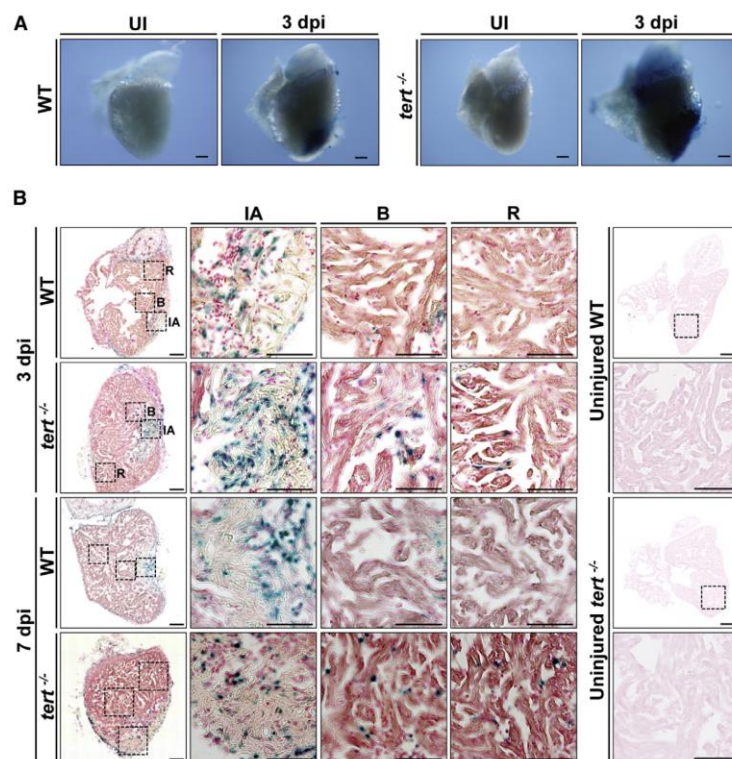 A
UI
3 dpi
UI
3 dpi
WT
tert -/-
B
IA
B
R
3 dpi
WT
R
B
IA
tert -/-
B
IA
R
7 dpi
WT
tert -/-
Uninjured WT
Uninjured tert -/-